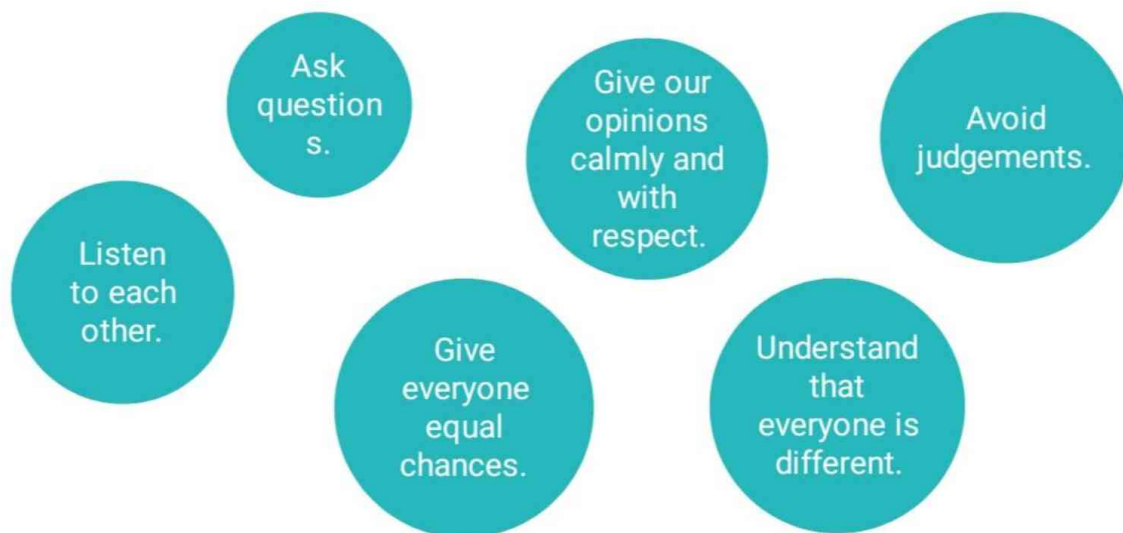 Ask
question
s.
Give our
opinions
calmly and
with
respect.
Avoid
judgements.
Listen
to each
other.
Give
everyone
equal
chances.
Understand
that
everyone is
different.